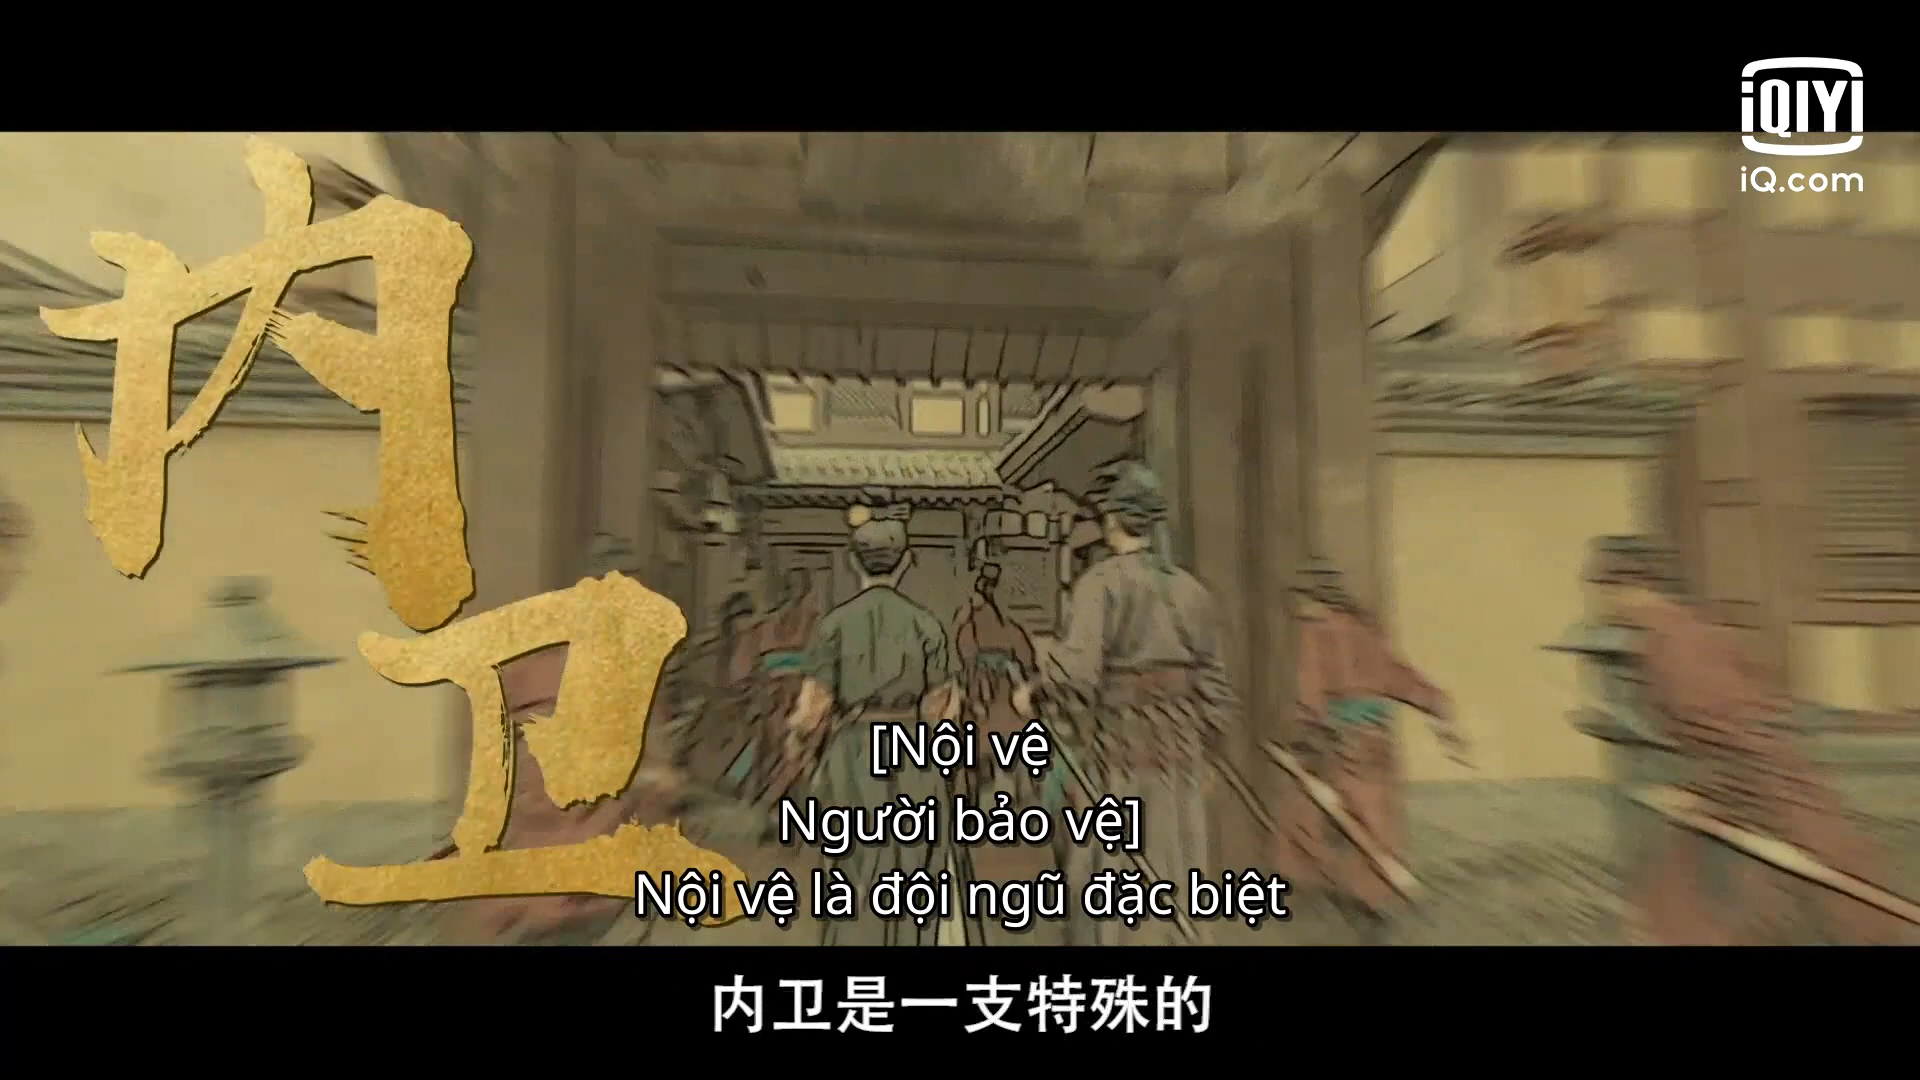 iQIYI
iQ.com
内卫
[Nội vệ
Người bảo vệ]
Nội vệ là đội ngũ đặc biệt
内卫是一支特殊的